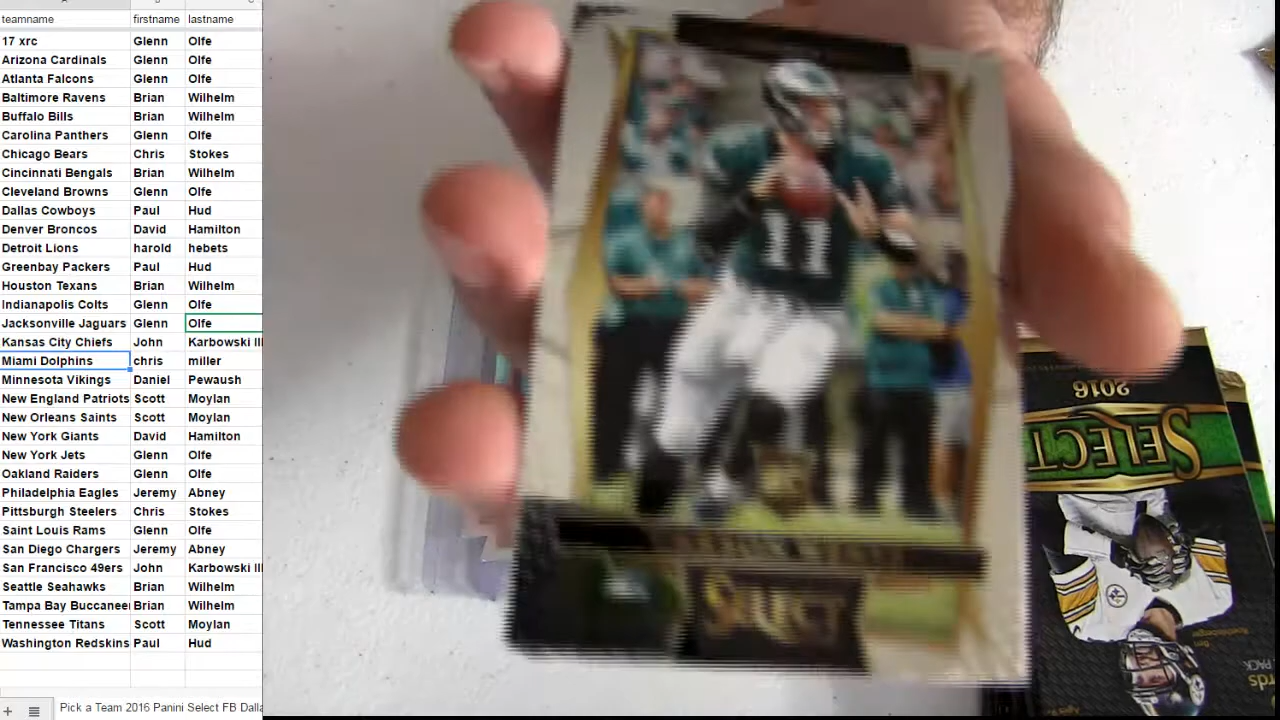 teamname firstname lastname
17 xrc Glenn Olfe
Arizona Cardinals Glenn Olfe
Atlanta Falcons Glenn Olfe
Baltimore Ravens Brian Wilhelm
Buffalo Bills Brian Wilhelm
Carolina Panthers Glenn Olfe
Chicago Bears Chris Stokes
Cincinnati Bengals Brian Wilhelm
Cleveland Browns Glenn Olfe
Dallas Cowboys Paul Hud
Denver Broncos David Hamilton
Detroit Lions harold hebets
Greenbay Packers Paul Hud
Houston Texans Brian Wilhelm
Indianapolis Colts Glenn Olfe
Jacksonville Jaguars Glenn Olfe
Kansas City Chiefs John Karbowski III
Miami Dolphins chris miller
Minnesota Vikings Daniel Pewaush
New England Patriots Scott Moylan
New Orleans Saints Scott Moylan
New York Giants David Hamilton
New York Jets Glenn Olfe
Oakland Raiders Glenn Olfe
Philadelphia Eagles Jeremy Abney
Pittsburgh Steelers Chris Stokes
Saint Louis Rams Glenn Olfe
San Diego Chargers Jeremy Abney
San Francisco 49ers John Karbowski III
Seattle Seahawks Brian Wilhelm
Tampa Bay Buccanee Brian Wilhelm
Tennessee Titans Scott Moylan
Washington Redskins Paul Hud
Pick a Team 2016 Panini Select FB Dalla
11
SELECT
2016
SELECT
Ben
Roethlisberger
PACK